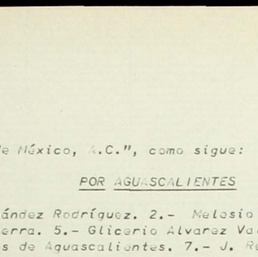 de México, A.C.", como sigue:
POR AGUASCALIENTES
ández Rodríguez. 2.- Melosio
erra. 5.- Glicerio Alvarez Va
s de Aguascalientes. 7.- J. R